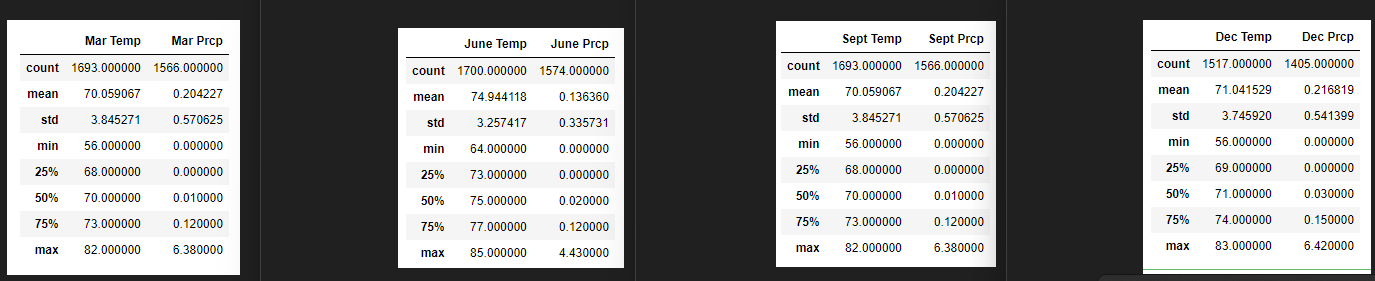 Mar Temp Mar Prcp
count 1693.000000 1566.000000
mean 70.059067 0.204227
std 3.845271 0.570625
min 56.000000 0.000000
25% 68.000000 0.000000
50% 70.000000 0.010000
75% 73.000000 0.120000
max 82.000000 6.380000
June Temp June Prcp
count 1700.000000 1574.000000
mean 74.944118 0.136360
std 3.257417 0.335731
min 64.000000 0.000000
25% 73.000000 0.000000
50% 75.000000 0.020000
75% 77.000000 0.120000
max 85.000000 4.430000
Sept Temp Sept Prcp
count 1693.000000 1566.000000
mean 70.059067 0.204227
std 3.845271 0.570625
min 56.000000 0.000000
25% 68.000000 0.000000
50% 70.000000 0.010000
75% 73.000000 0.120000
max 82.000000 6.380000
Dec Temp Dec Prcp
count 1517.000000 1405.000000
mean 71.041529 0.216819
std 3.745920 0.541399
min 56.000000 0.000000
25% 69.000000 0.000000
50% 71.000000 0.030000
75% 74.000000 0.150000
max 83.000000 6.420000